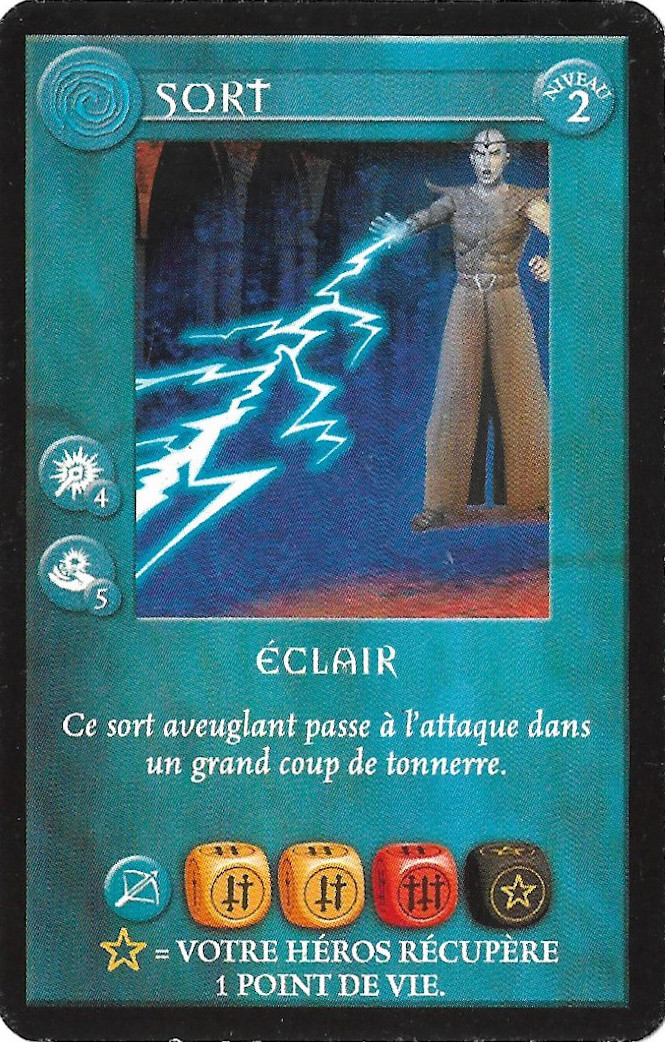 SORT
NIVEAU
2
4
5
ÉCLAIR
Ce sort aveuglant passe à l'attaque dans
un grand coup de tonnerre.
= VOTRE HÉROS RÉCUPÈRE
1 POINT DE VIE.